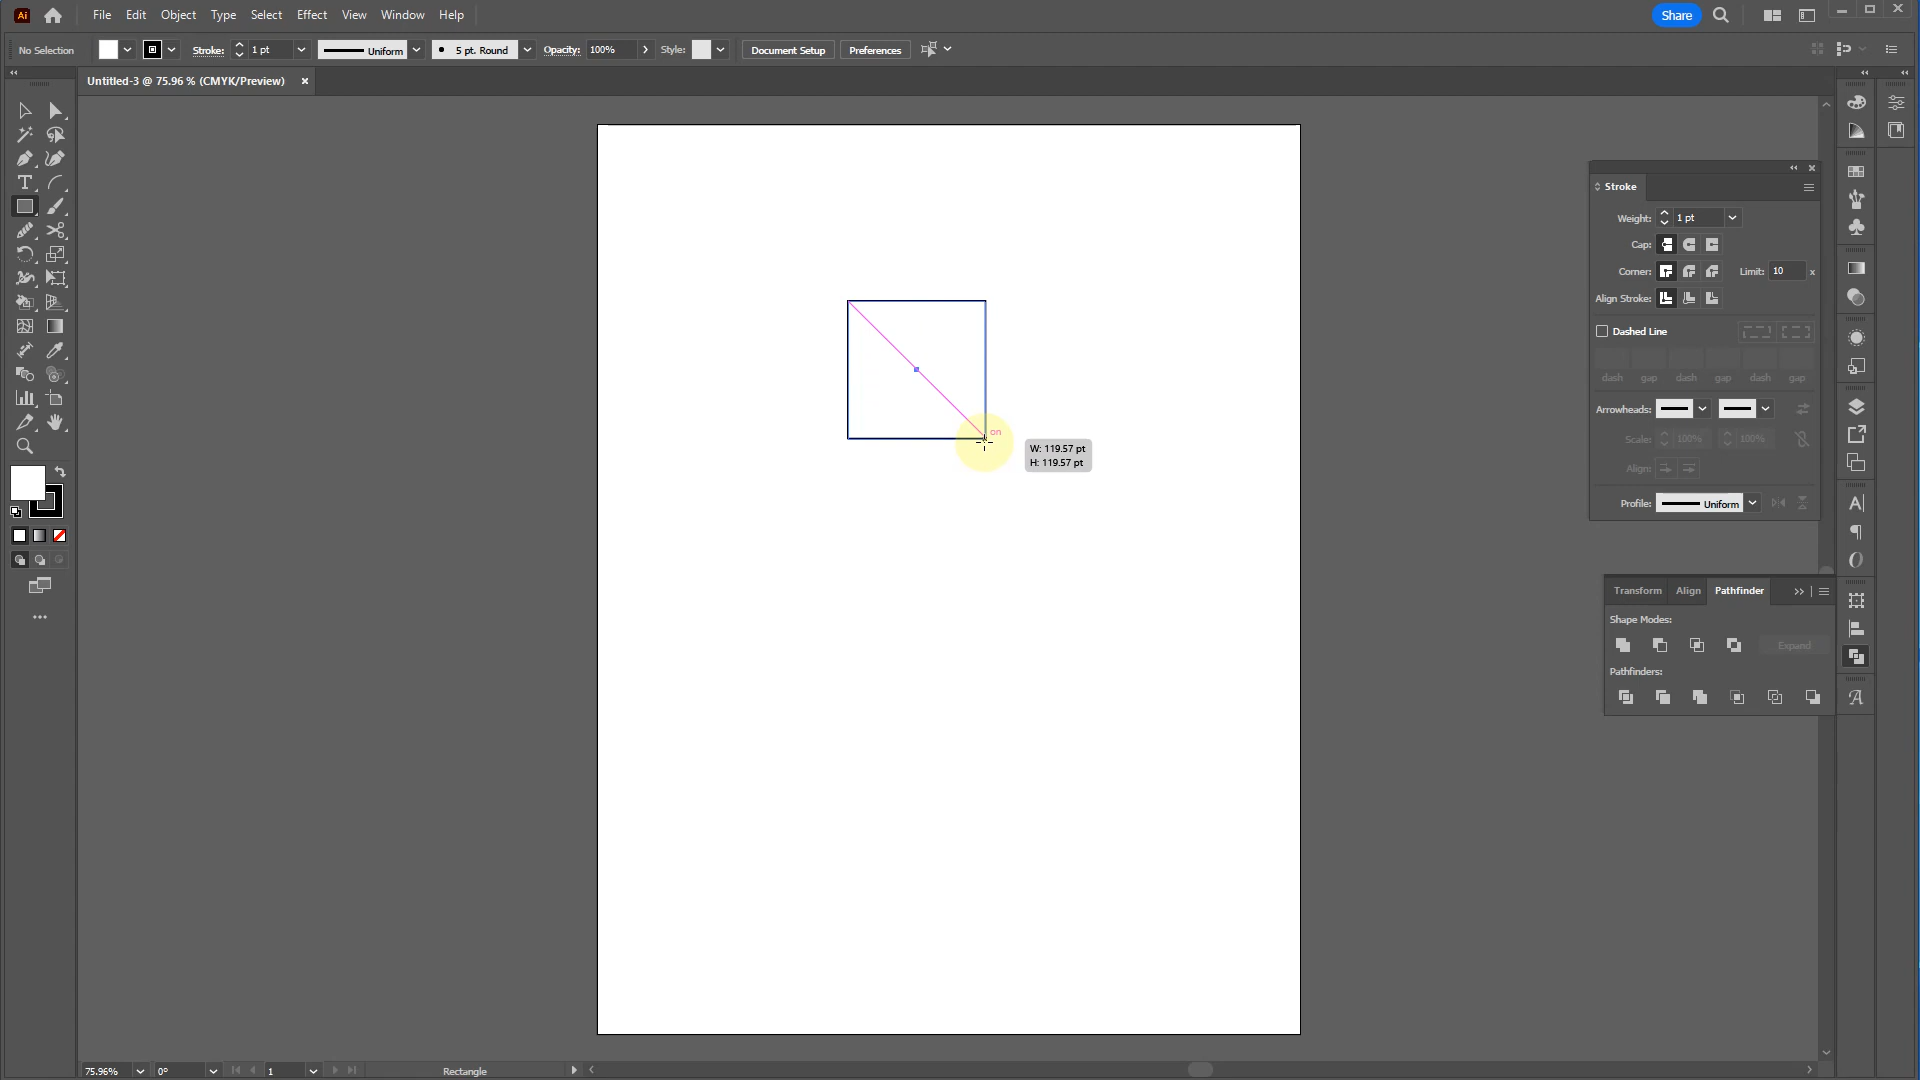 Ai File Edit Object Type Select Effect View Window Help Share
No Selection Stroke: 1 pt Uniform 5 pt. Round Opacity: 100% Style: Document Setup Preferences
Untitled-3 @ 75.96 % (CMYK/Preview)
Stroke
Weight: 1 pt
Cap:
Corner: Limit: 10 x
Align Stroke:
Dashed Line
dash gap dash gap dash gap
Arrowheads:
Scale: 100% 100%
Align:
Profile: Uniform
on
W: 119.57 pt
H: 119.57 pt
Transform Align Pathfinder
Shape Modes:
Expand
Pathfinders:
75.96% 0° 1 Rectangle